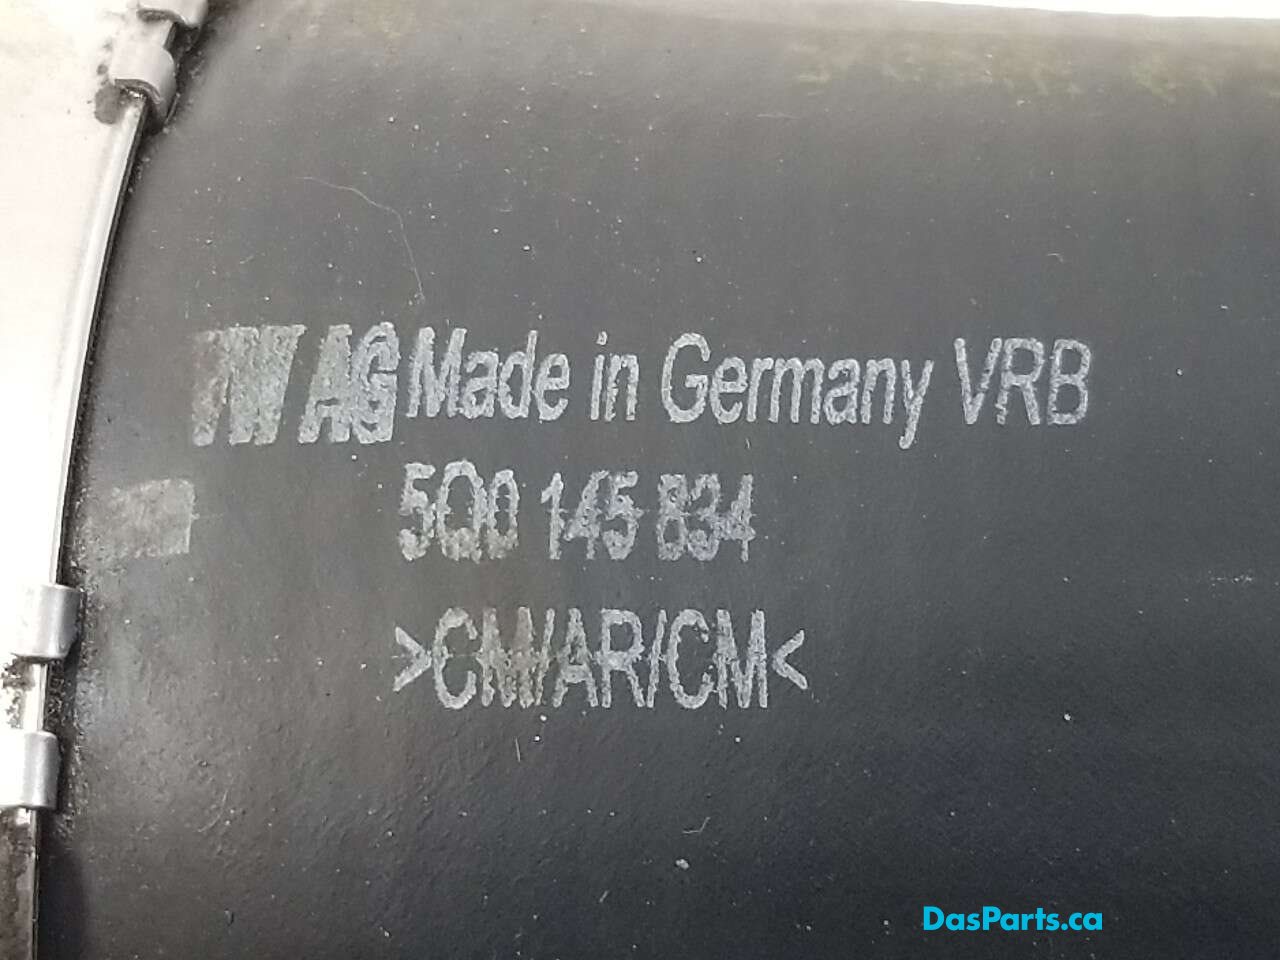 VW AG Made in Germany VRB
5Q0 145 834
>CM/AR/CM<
DasParts.ca